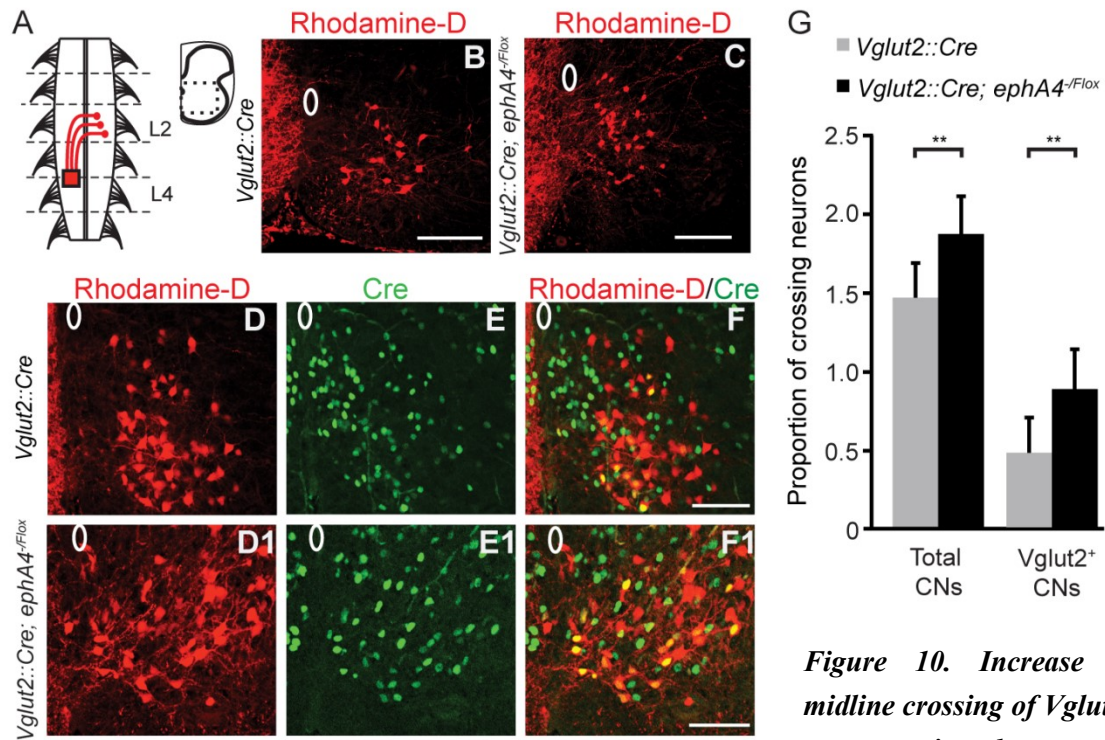 A
L2
L4
Rhodamine-D
Rhodamine-D
Vglut2::Cre
B
Vglut2::Cre; ephA4-/Flox
C
Rhodamine-D
Cre
Rhodamine-D/Cre
Vglut2::Cre
D
E
F
Vglut2::Cre; ephA4-/Flox
D1
E1
F1
G
Vglut2::Cre
Vglut2::Cre; ephA4-/Flox
Proportion of crossing neurons
2.5
2.0
1.5
1.0
0.5
0
**
**
Total
CNs
Vglut2+
CNs
Figure 10. Increase
midline crossing of Vglu